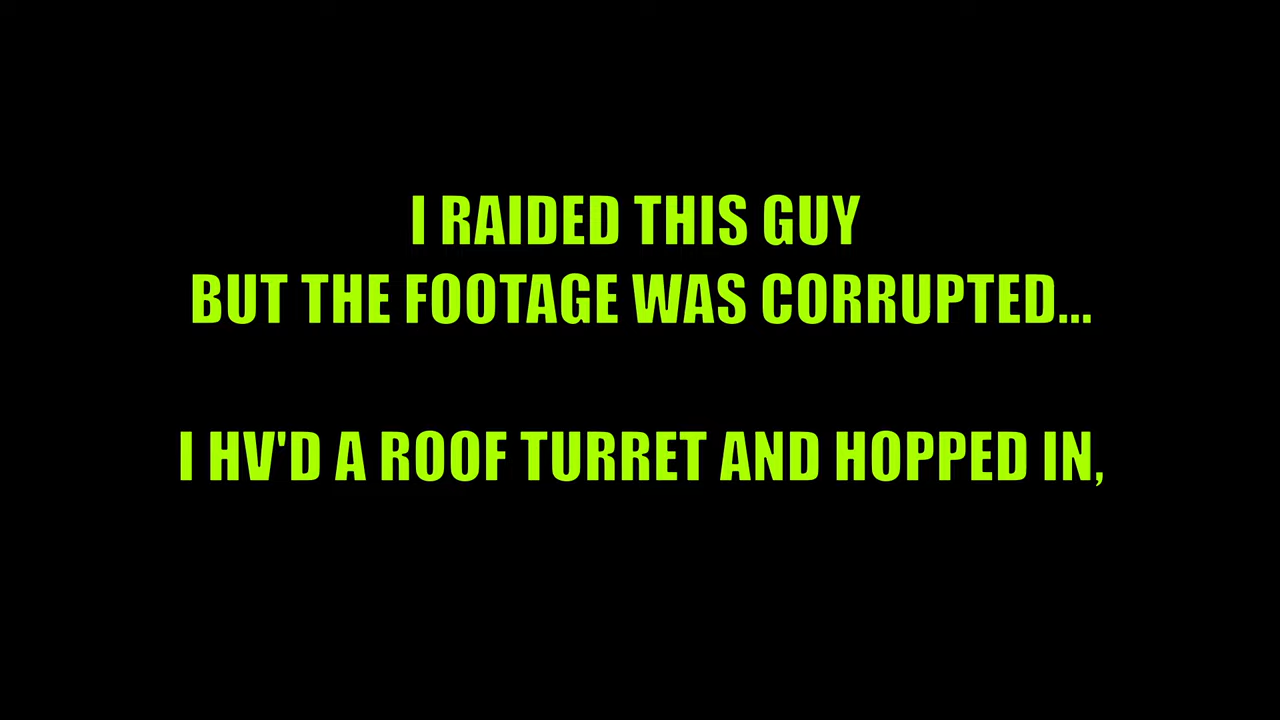 I RAIDED THIS GUY
BUT THE FOOTAGE WAS CORRUPTED...
I HV'D A ROOF TURRET AND HOPPED IN,